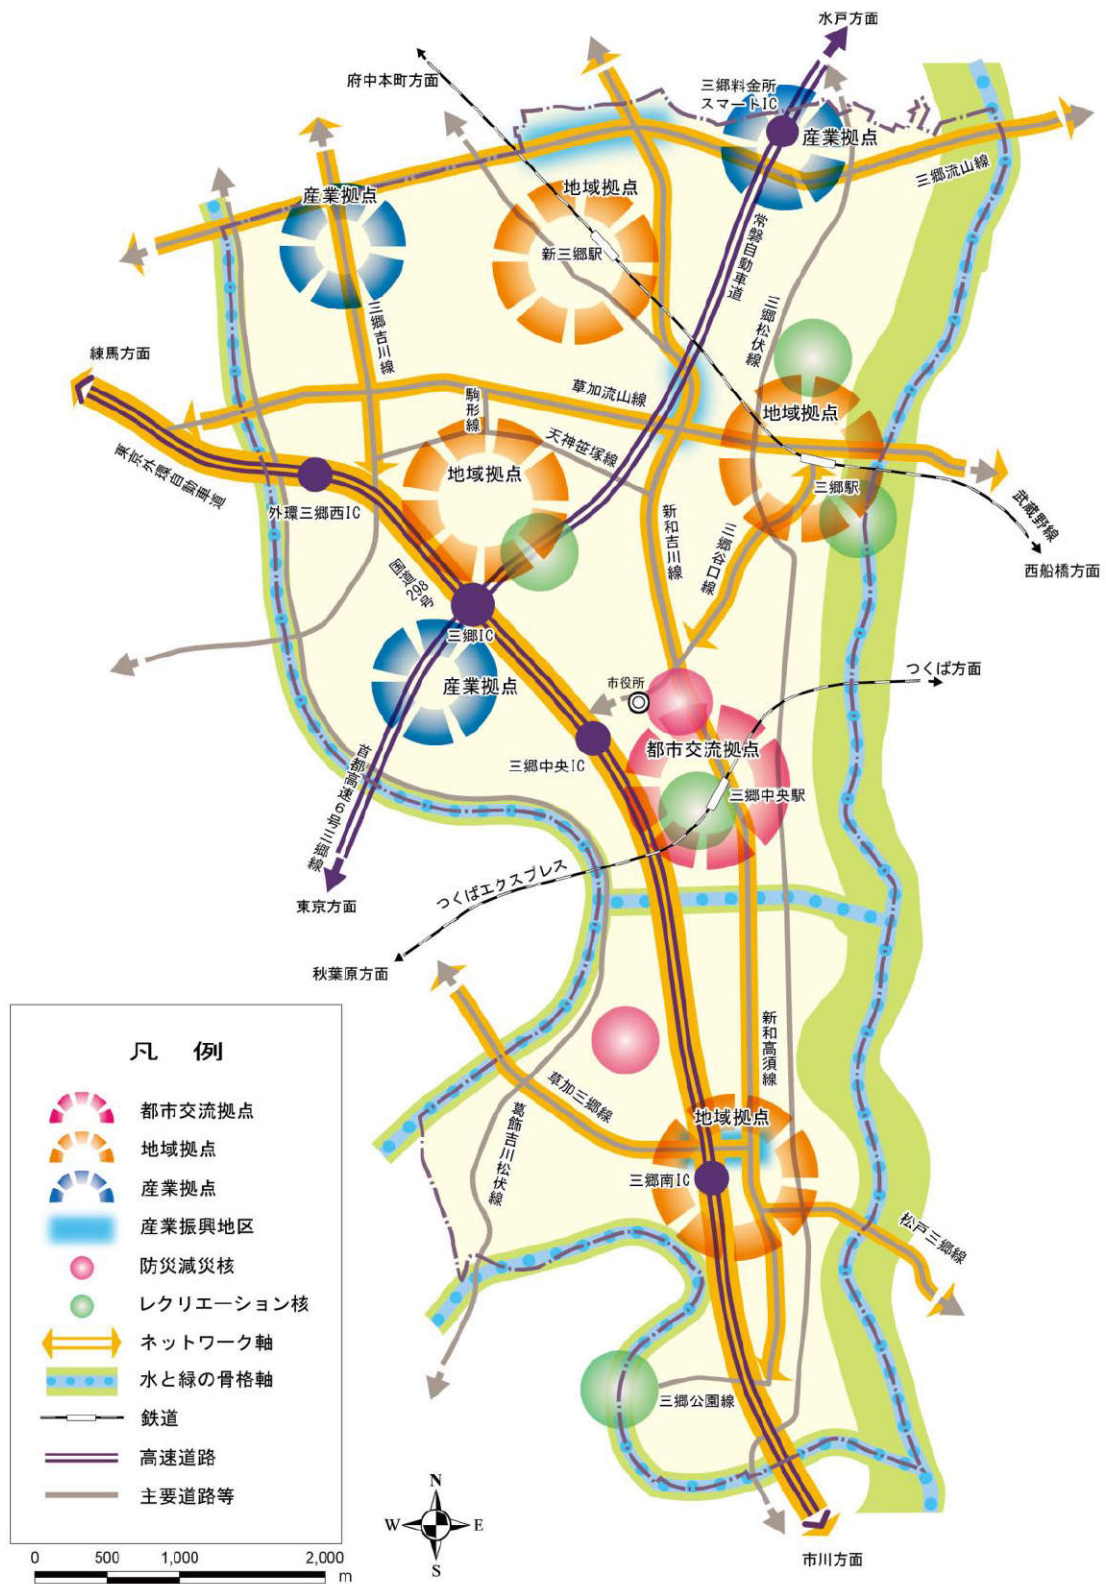 水戸方面
府中本町方面
三郷料金所
スマートIC
産業拠点
三郷流山線
産業拠点
地域拠点
新三郷駅
常磐自動車道
三郷松伏線
三郷吉川線
練馬方面
駒形線
草加流山線
地域拠点
天神笹塚線
地域拠点
東京外環自動車道
外環三郷西IC
三郷駅
武蔵野線
新和吉川線
三郷谷口線
西船橋方面
国道298号
三郷IC
産業拠点
市役所
つくば方面
都市交流拠点
三郷中央IC
三郷中央駅
首都高速6号三郷線
東京方面
つくばエクスプレス
秋葉原方面
新和高須線
草加三郷線
葛飾吉川松伏線
地域拠点
三郷南IC
松戸三郷線
三郷公園線
市川方面
凡 例
都市交流拠点
地域拠点
産業拠点
産業振興地区
防災減災核
レクリエーション核
ネットワーク軸
水と緑の骨格軸
鉄道
高速道路
主要道路等
N
W E
S
0 500 1,000 2,000
m